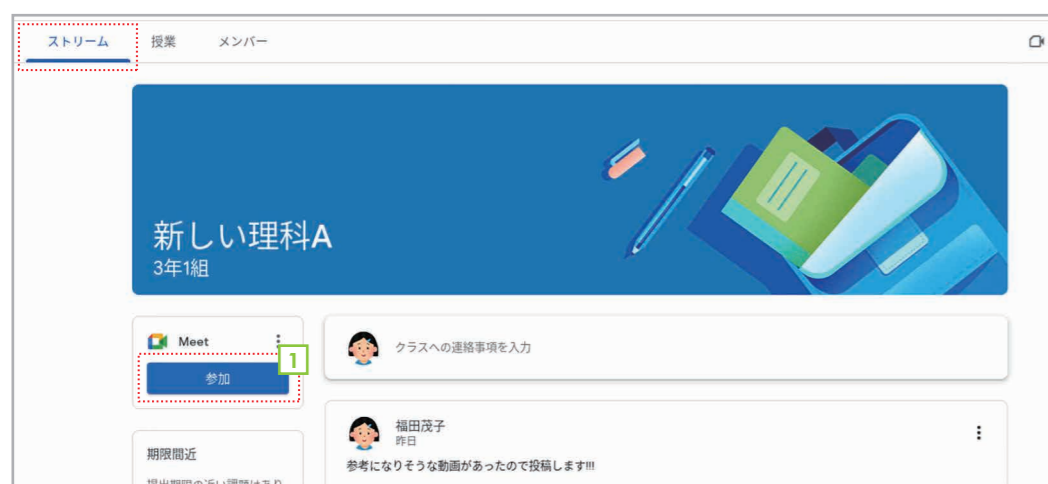 ストリーム 授業 メンバー
新しい理科A
3年1組
Meet
1
参加
クラスへの連絡事項を入力
福田茂子
昨日
参考になりそうな動画があったので投稿します!!!
期限間近